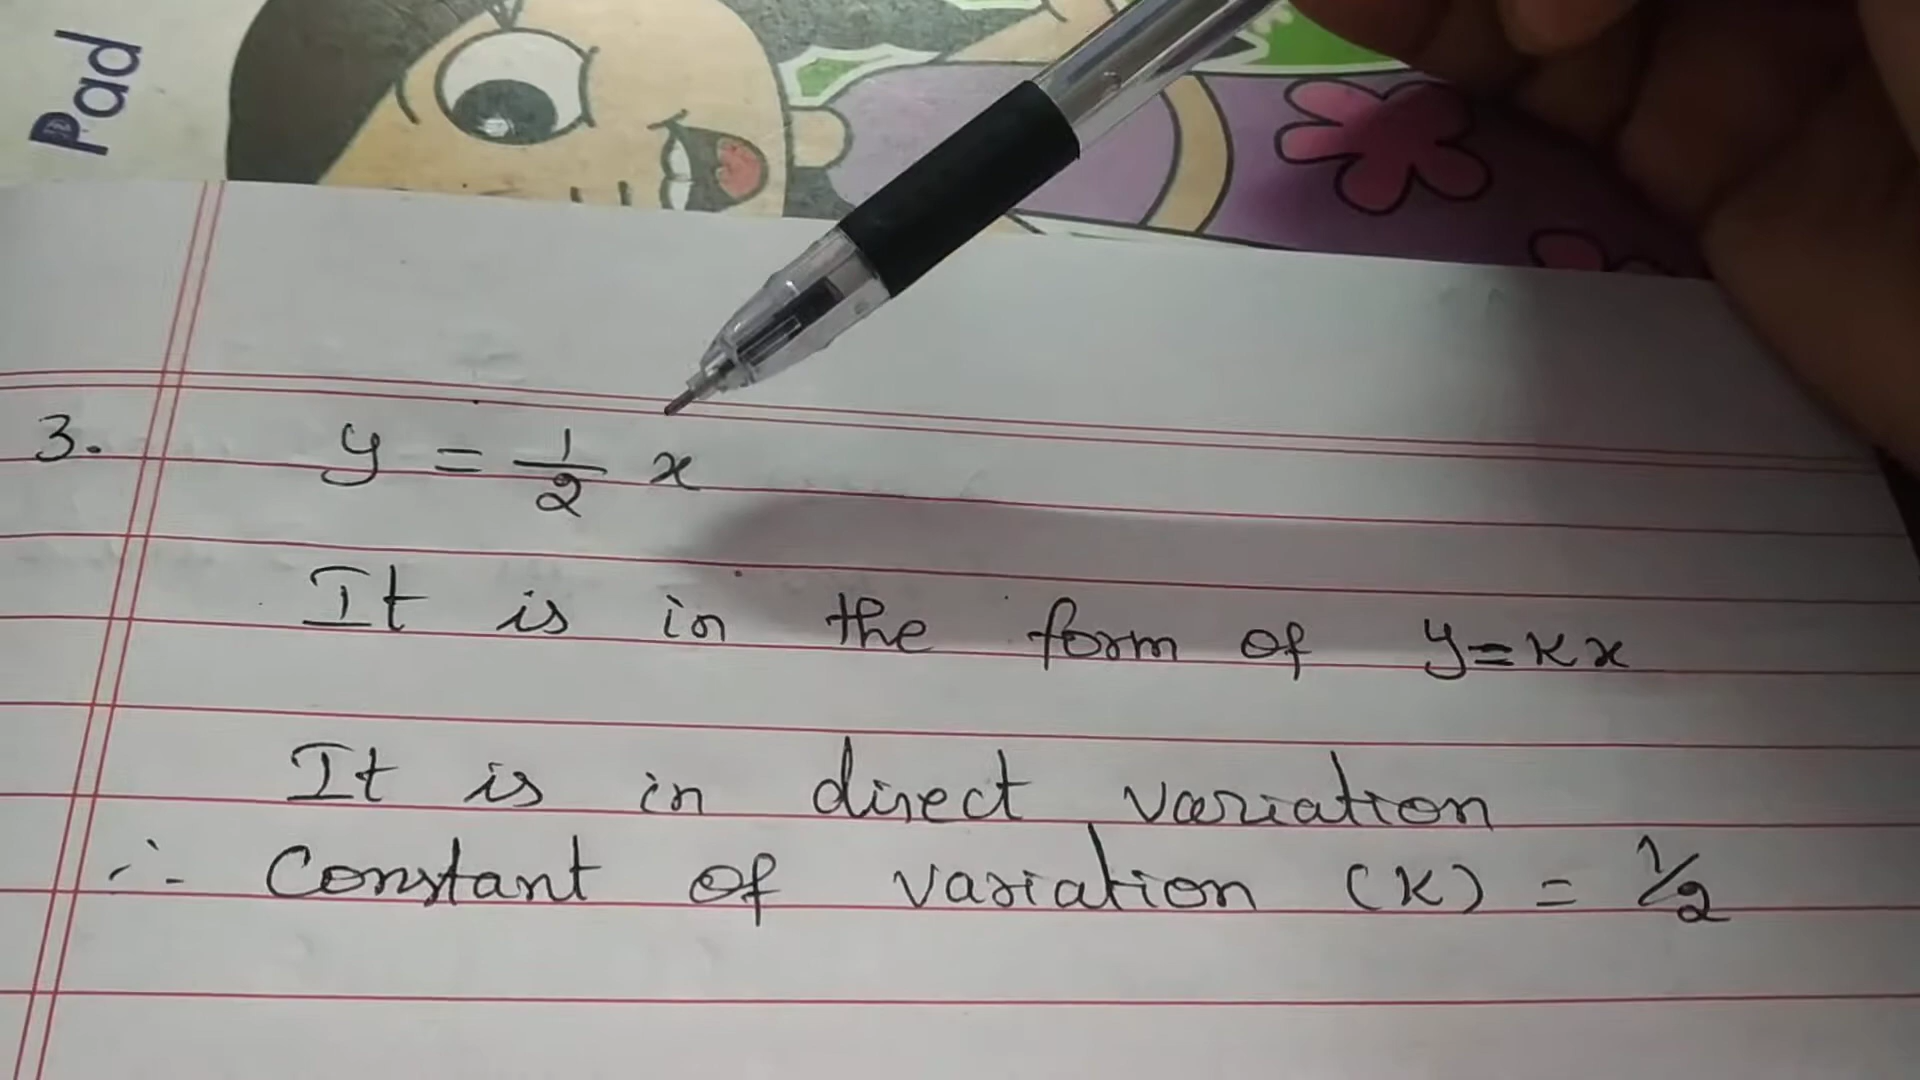 Pad
3. y = 1/2 x
It is in the form of y=kx
It is in direct variation
∴ Constant of variation (k) = 1/2